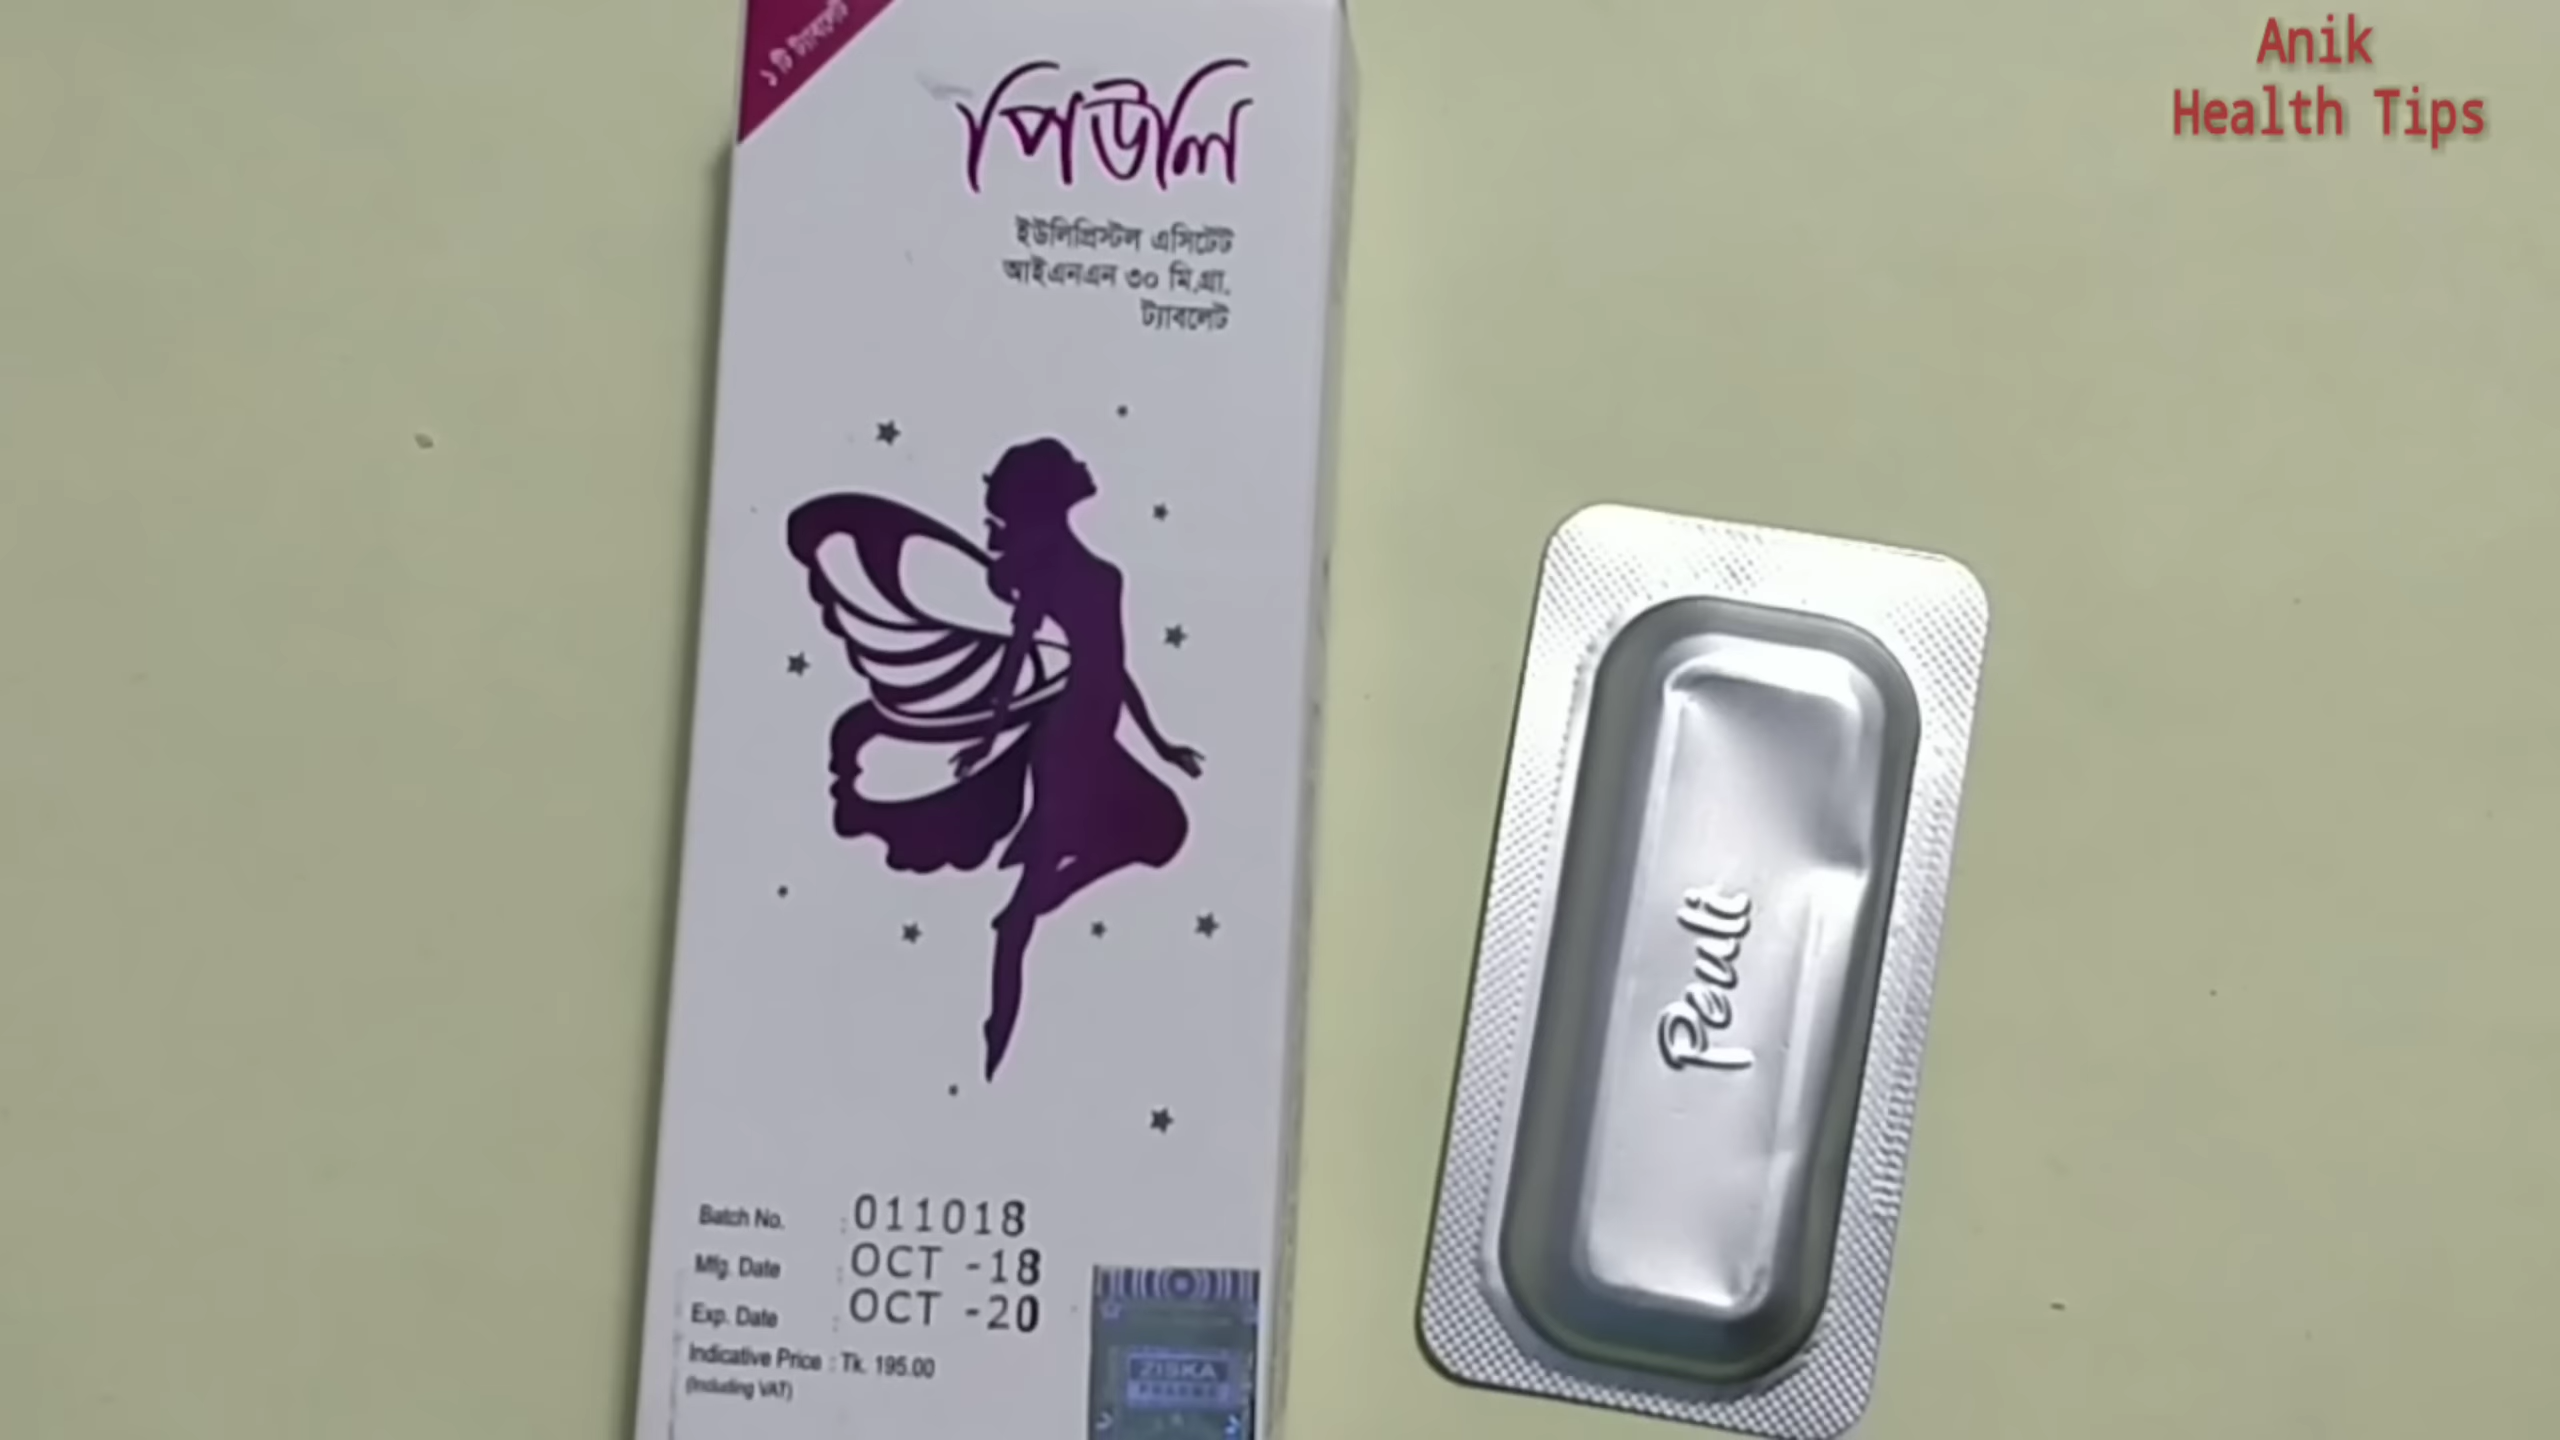 Anik
Health Tips
১ টি ট্যাবলেট
পিউলি
ইউলিপ্রিস্টল এসিটেট
আইএনএন ৩০ মি.গ্রা.
ট্যাবলেট
Peuli
Batch No. : 011018
Mfg. Date : OCT -18
Exp. Date : OCT -20
Indicative Price : Tk. 195.00
(Including VAT)
ZISKA
PHARMA